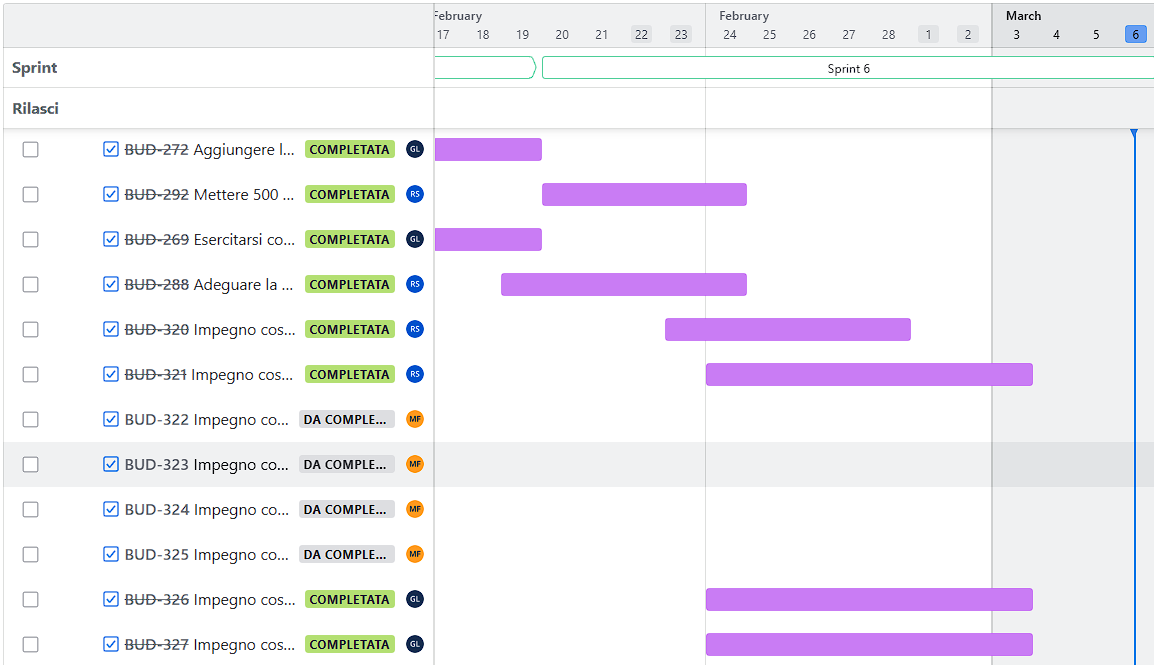 February February March
17 18 19 20 21 22 23 24 25 26 27 28 1 2 3 4 5 6
Sprint
Sprint 6
Rilasci
BUD-272 Aggiungere l... COMPLETATA GL
BUD-292 Mettere 500 ... COMPLETATA RS
BUD-269 Esercitarsi co... COMPLETATA GL
BUD-288 Adeguare la ... COMPLETATA RS
BUD-320 Impegno cos... COMPLETATA RS
BUD-321 Impegno cos... COMPLETATA RS
BUD-322 Impegno co... DA COMPLE... MF
BUD-323 Impegno co... DA COMPLE... MF
BUD-324 Impegno co... DA COMPLE... MF
BUD-325 Impegno co... DA COMPLE... MF
BUD-326 Impegno cos... COMPLETATA GL
BUD-327 Impegno cos... COMPLETATA GL